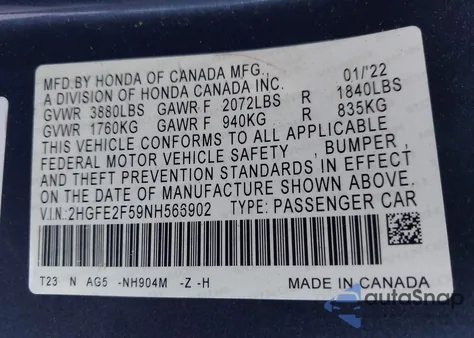 MFD.BY HONDA OF CANADA MFG., 01/'22
A DIVISION OF HONDA CANADA INC.
GVWR 3880LBS GAWR F 2072LBS R 1840LBS
GVWR 1760KG GAWR F 940KG R 835KG
THIS VEHICLE CONFORMS TO ALL APPLICABLE
FEDERAL MOTOR VEHICLE SAFETY , BUMPER ,
AND THEFT PREVENTION STANDARDS IN EFFECT
ON THE DATE OF MANUFACTURE SHOWN ABOVE.
V.I.N.:2HGFE2F59NH566902 TYPE: PASSENGER CAR
T23 N AG5 -NH904M -Z -H
MADE IN CANADA
autoSnap